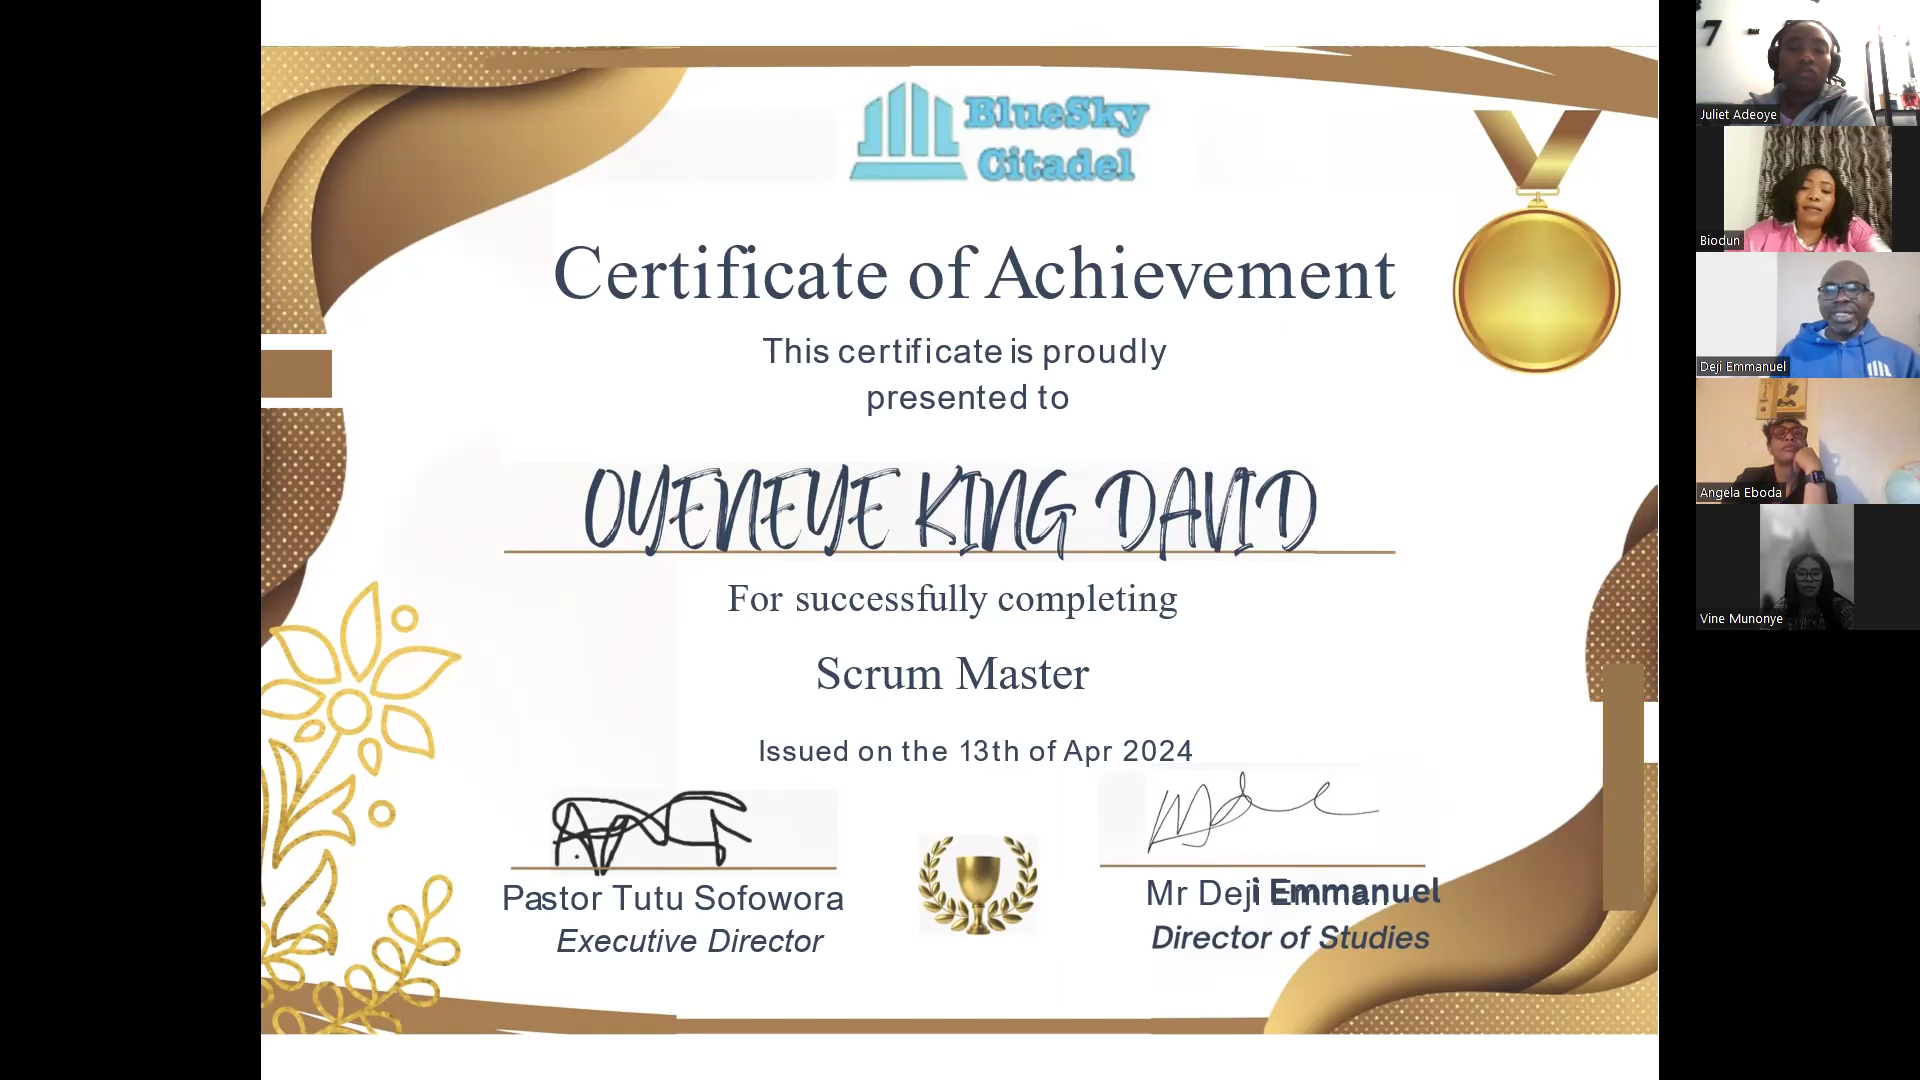 BlueSky
Citadel
Certificate of Achievement
This certificate is proudly
presented to
OYENEYE KING DAVID
For successfully completing
Scrum Master
Issued on the 13th of Apr 2024
Pastor Tutu Sofowora
Executive Director
Mr Deji Emmanuel
Director of Studies
7
Juliet Adeoye
Biodun
Deji Emmanuel
Angela Eboda
Vine Munonye